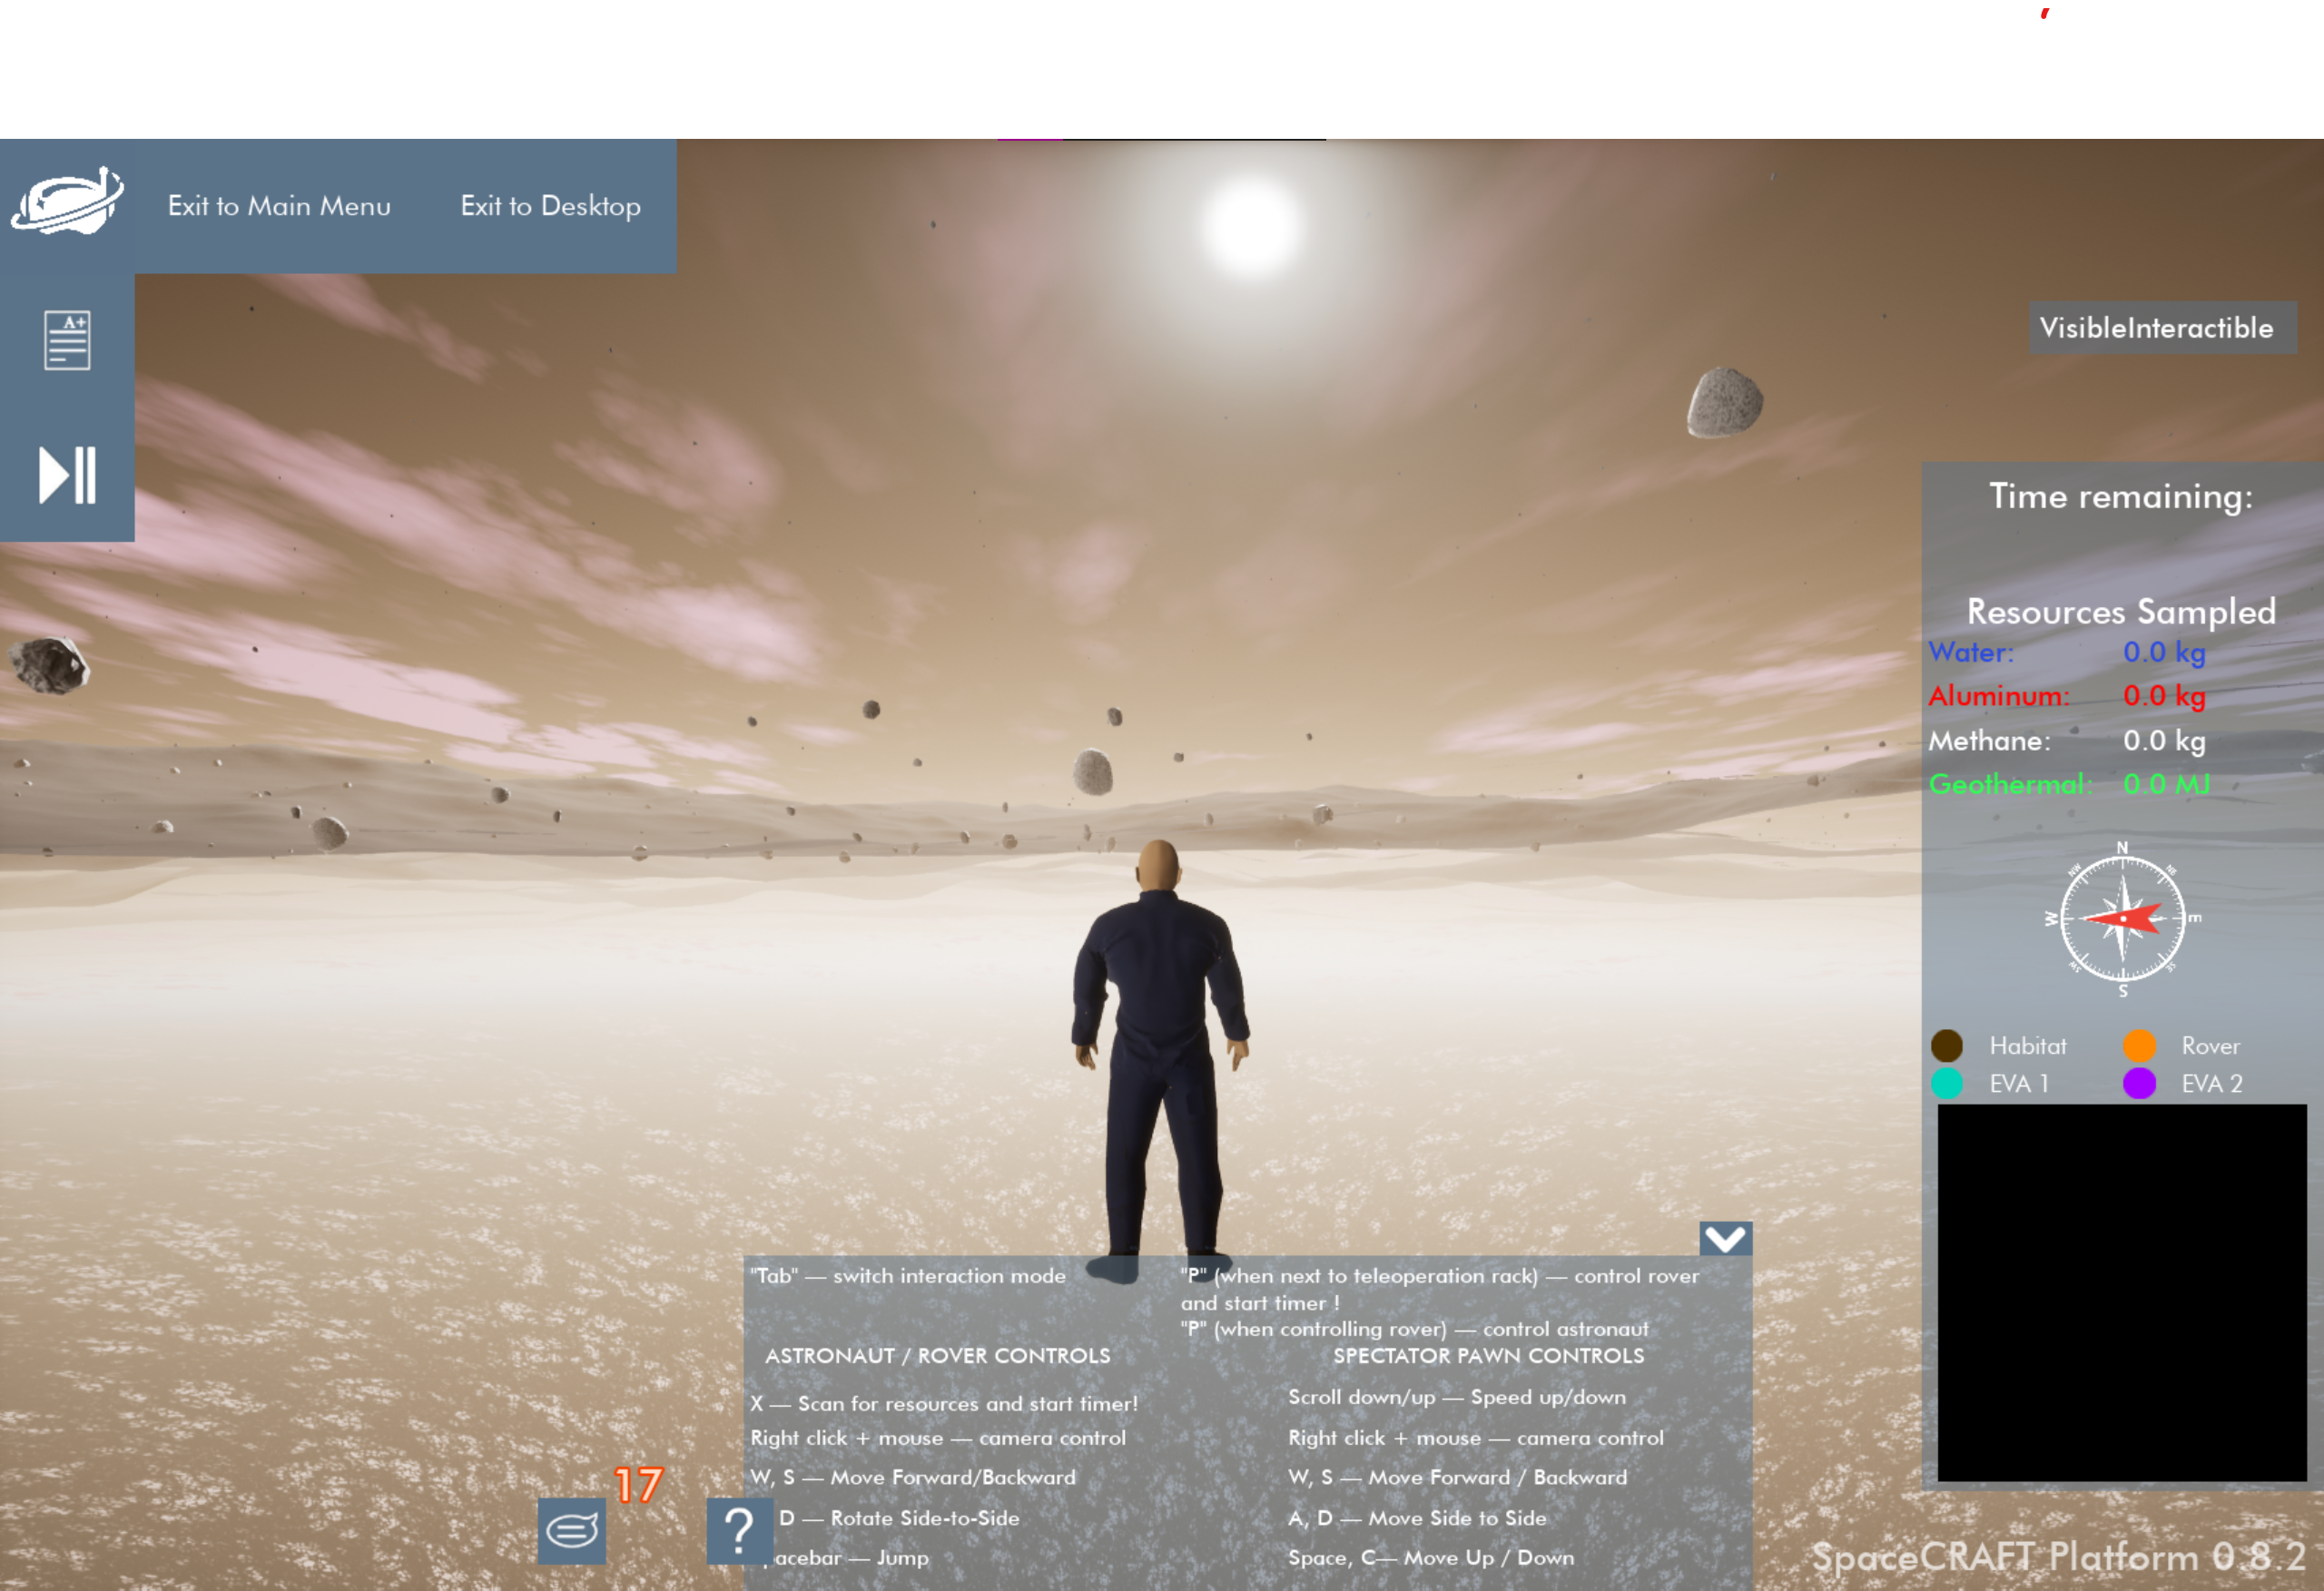 Exit to Main Menu
Exit to Desktop
A+
VisibleInteractible
Time remaining:
Resources Sampled
Water: 0.0 kg
Aluminum: 0.0 kg
Methane: 0.0 kg
Geothermal: 0.0 MJ
N
NW NE
W E
SW SE
S
Habitat Rover
EVA 1 EVA 2
"Tab" — switch interaction mode
"P" (when next to teleoperation rack) — control rover
and start timer !
"P" (when controlling rover) — control astronaut
ASTRONAUT / ROVER CONTROLS
X — Scan for resources and start timer!
Right click + mouse — camera control
W, S — Move Forward/Backward
D — Rotate Side-to-Side
acebar — Jump
SPECTATOR PAWN CONTROLS
Scroll down/up — Speed up/down
Right click + mouse — camera control
W, S — Move Forward / Backward
A, D — Move Side to Side
Space, C— Move Up / Down
17
?
SpaceCRAFT Platform 0.8.2